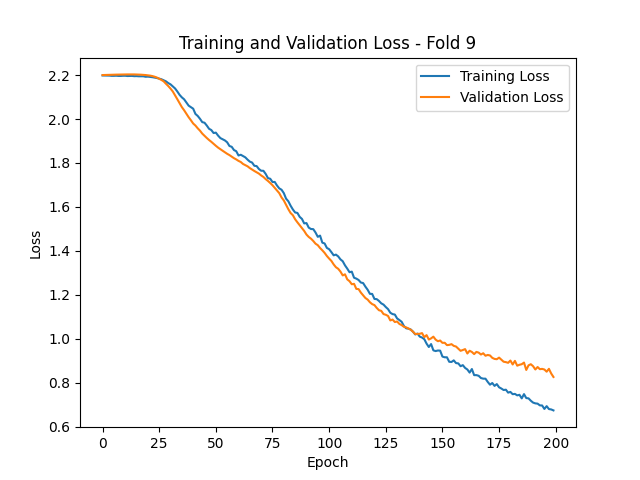 Training and Validation Loss - Fold 9
Training Loss
Validation Loss
2.2
2.0
1.8
1.6
1.4
1.2
1.0
0.8
0.6
Loss
0 25 50 75 100 125 150 175 200
Epoch